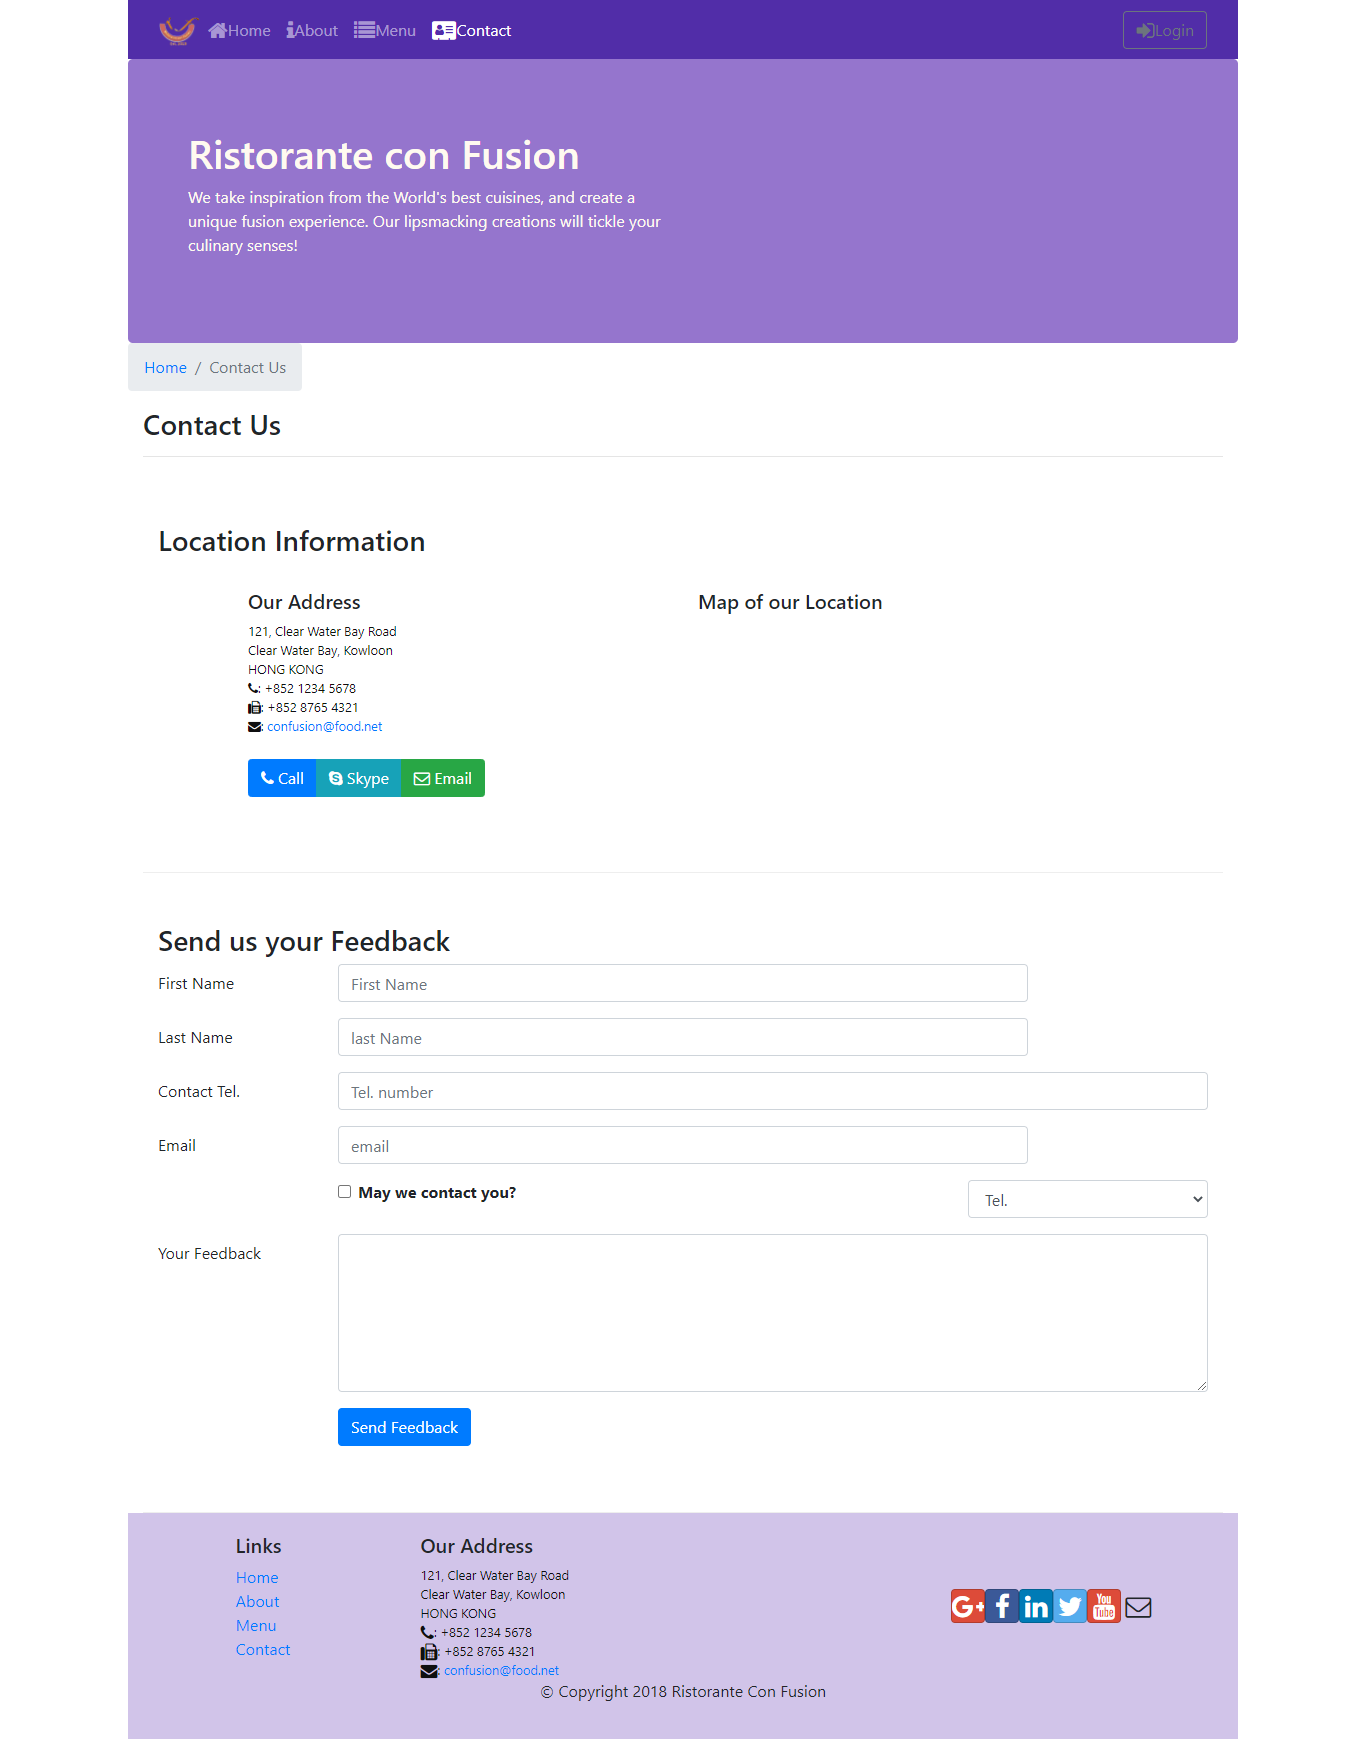 Home About Menu Contact Login
Ristorante con Fusion
We take inspiration from the World's best cuisines, and create a
unique fusion experience. Our lipsmacking creations will tickle your
culinary senses!
Home / Contact Us
Contact Us
Location Information
Our Address
121, Clear Water Bay Road
Clear Water Bay, Kowloon
HONG KONG
: +852 1234 5678
: +852 8765 4321
: confusion@food.net
Call Skype Email
Map of our Location
Send us your Feedback
First Name First Name
Last Name last Name
Contact Tel. Tel. number
Email email
May we contact you? Tel.
Your Feedback
Send Feedback
Links
Home
About
Menu
Contact
Our Address
121, Clear Water Bay Road
Clear Water Bay, Kowloon
HONG KONG
: +852 1234 5678
: +852 8765 4321
: confusion@food.net
G+ f in You Tube
© Copyright 2018 Ristorante Con Fusion